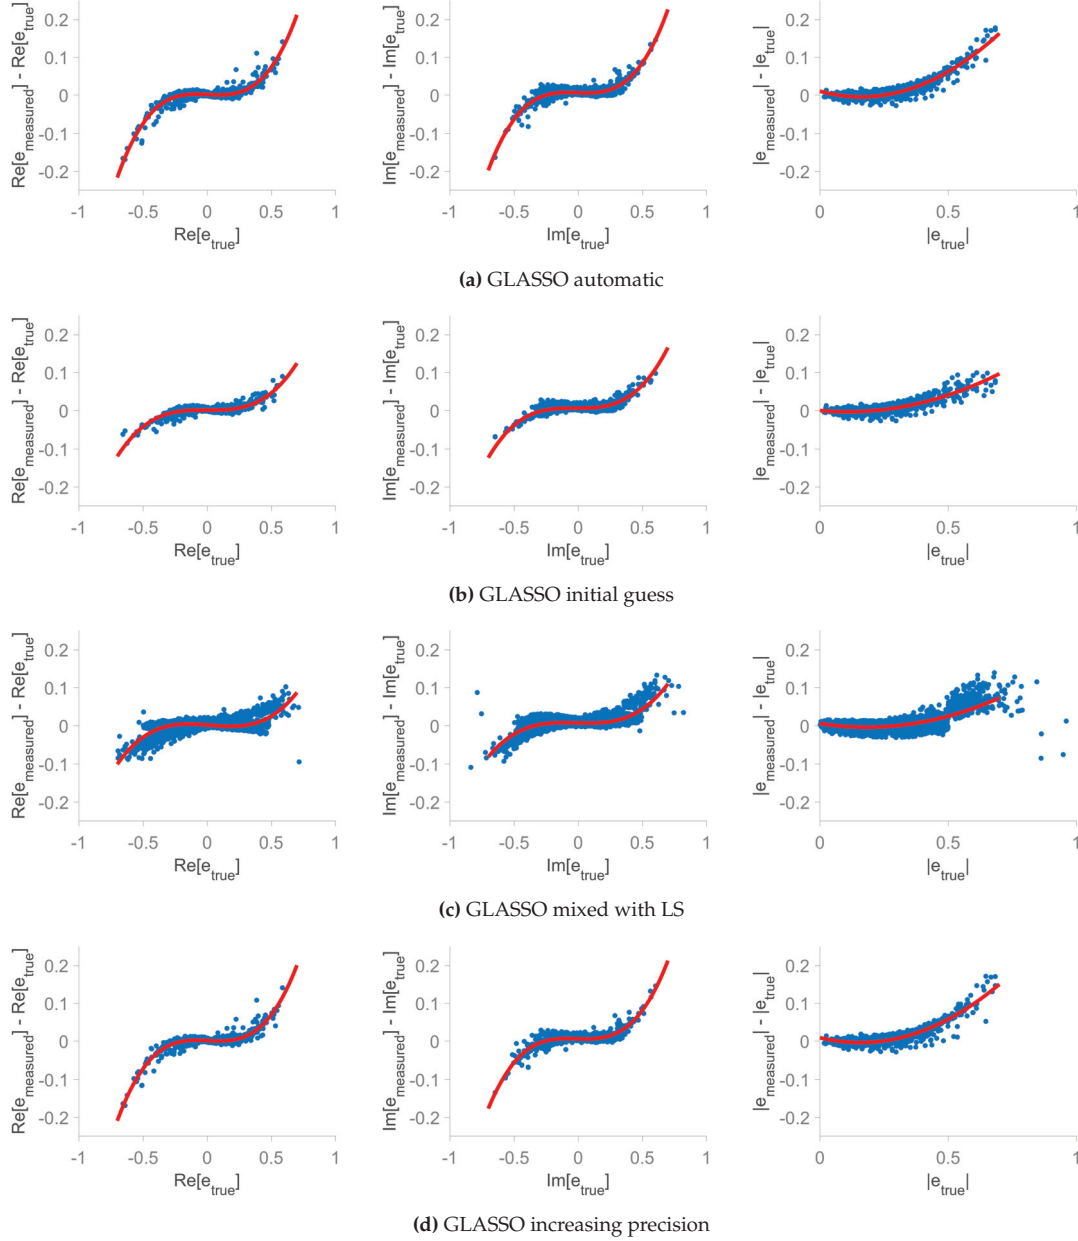 Re[e_measured] - Re[e_true]
0.2
0.1
0
-0.1
-0.2
-1 -0.5 0 0.5 1
Re[e_true]
Im[e_measured] - Im[e_true]
0.2
0.1
0
-0.1
-0.2
-1 -0.5 0 0.5 1
Im[e_true]
|e_measured| - |e_true|
0.2
0.1
0
-0.1
-0.2
0 0.5 1
|e_true|
(a) GLASSO automatic
Re[e_measured] - Re[e_true]
0.2
0.1
0
-0.1
-0.2
-1 -0.5 0 0.5 1
Re[e_true]
Im[e_measured] - Im[e_true]
0.2
0.1
0
-0.1
-0.2
-1 -0.5 0 0.5 1
Im[e_true]
|e_measured| - |e_true|
0.2
0.1
0
-0.1
-0.2
0 0.5 1
|e_true|
(b) GLASSO initial guess
Re[e_measured] - Re[e_true]
0.2
0.1
0
-0.1
-0.2
-1 -0.5 0 0.5 1
Re[e_true]
Im[e_measured] - Im[e_true]
0.2
0.1
0
-0.1
-0.2
-1 -0.5 0 0.5 1
Im[e_true]
|e_measured| - |e_true|
0.2
0.1
0
-0.1
-0.2
0 0.5 1
|e_true|
(c) GLASSO mixed with LS
Re[e_measured] - Re[e_true]
0.2
0.1
0
-0.1
-0.2
-1 -0.5 0 0.5 1
Re[e_true]
Im[e_measured] - Im[e_true]
0.2
0.1
0
-0.1
-0.2
-1 -0.5 0 0.5 1
Im[e_true]
|e_measured| - |e_true|
0.2
0.1
0
-0.1
-0.2
0 0.5 1
|e_true|
(d) GLASSO increasing precision